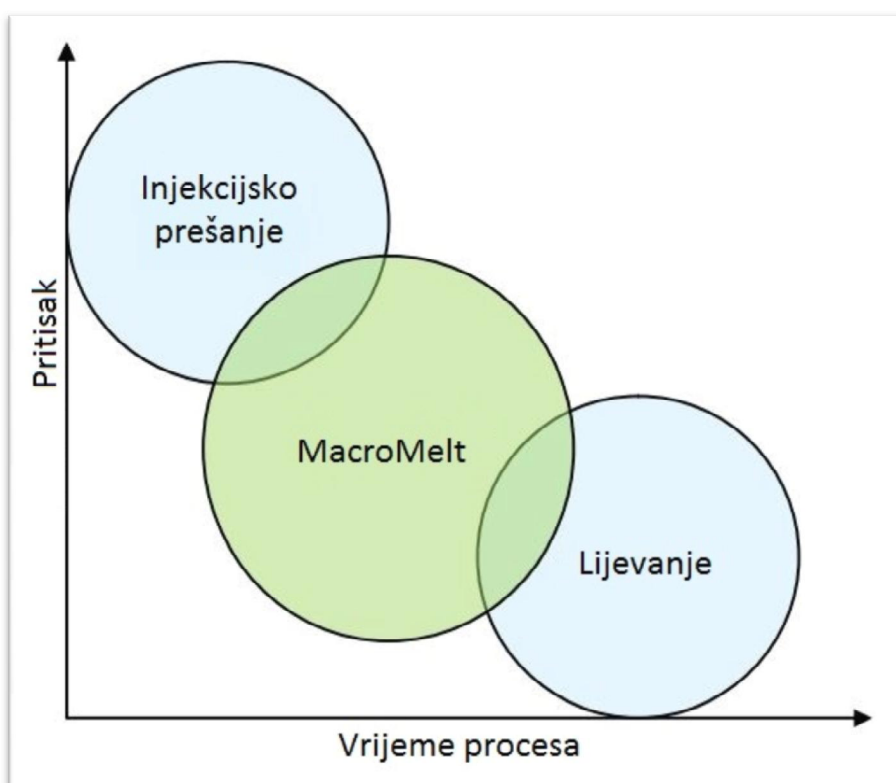 Injekcijsko
prešanje
Pritisak
MacroMelt
Lijevanje
Vrijeme procesa